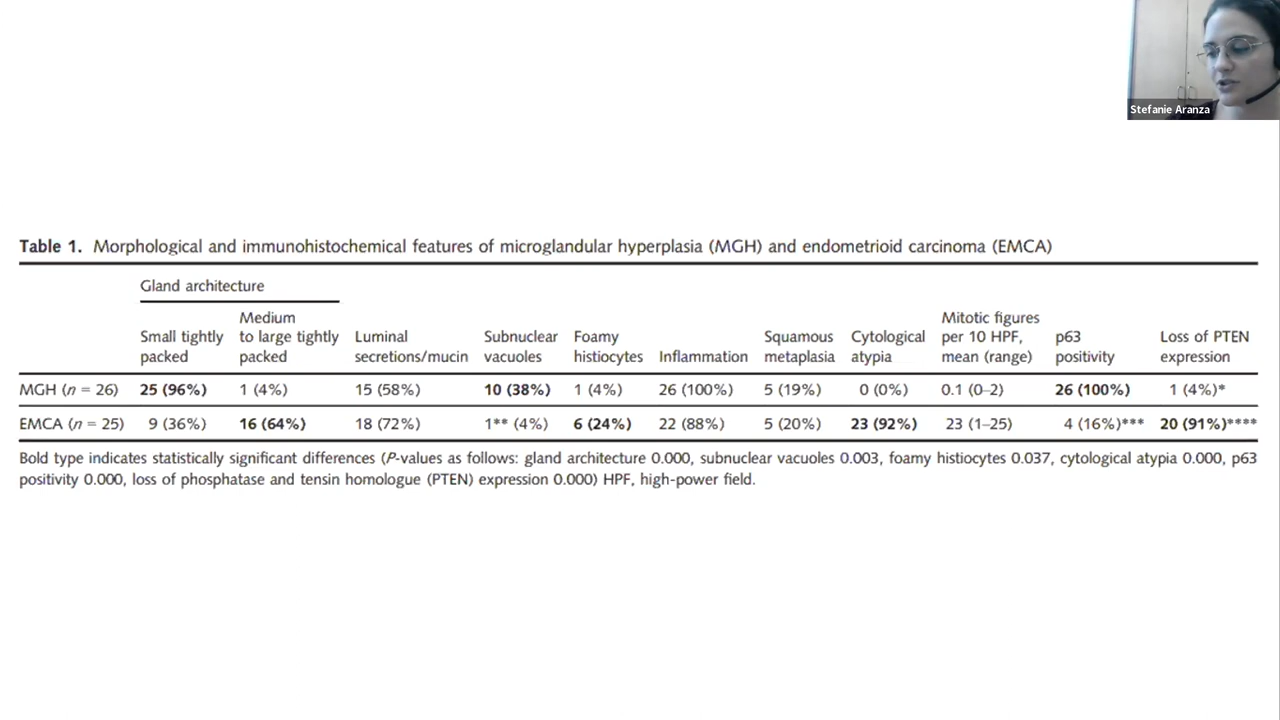 Stefanie Aranza
Table 1. Morphological and immunohistochemical features of microglandular hyperplasia (MGH) and endometrioid carcinoma (EMCA)
Gland architecture
Medium Mitotic figures
Small tightly to large tightly Luminal Subnuclear Foamy Squamous Cytological per 10 HPF, p63 Loss of PTEN
packed packed secretions/mucin vacuoles histiocytes Inflammation metaplasia atypia mean (range) positivity expression
MGH (n = 26) 25 (96%) 1 (4%) 15 (58%) 10 (38%) 1 (4%) 26 (100%) 5 (19%) 0 (0%) 0.1 (0–2) 26 (100%) 1 (4%)*
EMCA (n = 25) 9 (36%) 16 (64%) 18 (72%) 1** (4%) 6 (24%) 22 (88%) 5 (20%) 23 (92%) 23 (1–25) 4 (16%)*** 20 (91%)****
Bold type indicates statistically significant differences (P-values as follows: gland architecture 0.000, subnuclear vacuoles 0.003, foamy histiocytes 0.037, cytological atypia 0.000, p63
positivity 0.000, loss of phosphatase and tensin homologue (PTEN) expression 0.000) HPF, high-power field.